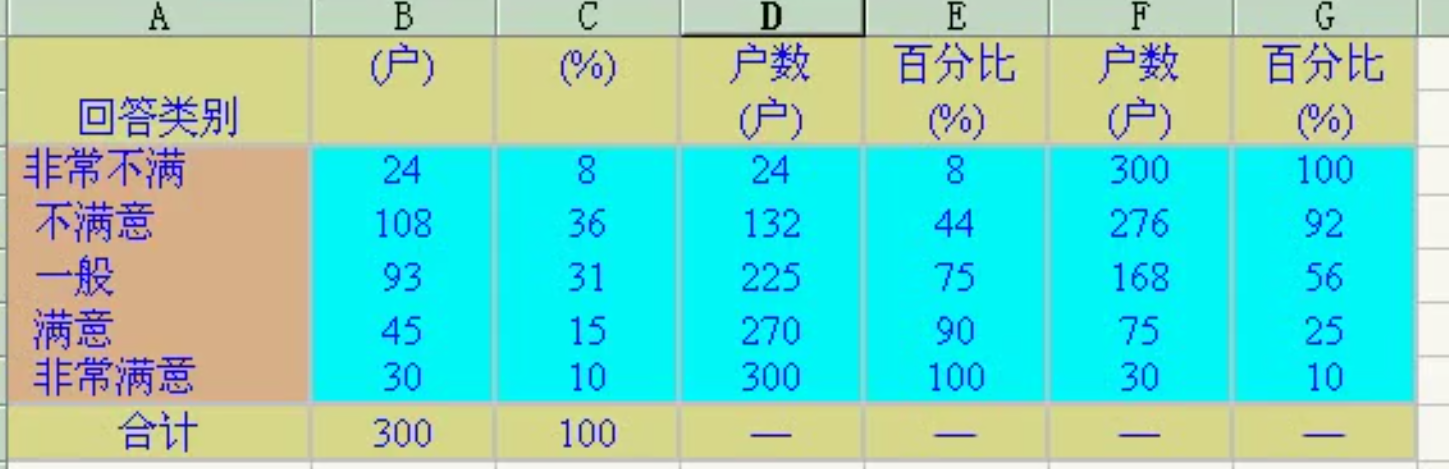 A B C D E F G
(户) (%) 户数 百分比 户数 百分比
回答类别 (户) (%) (户) (%)
非常不满 24 8 24 8 300 100
不满意 108 36 132 44 276 92
一般 93 31 225 75 168 56
满意 45 15 270 90 75 25
非常满意 30 10 300 100 30 10
合计 300 100 — — — —